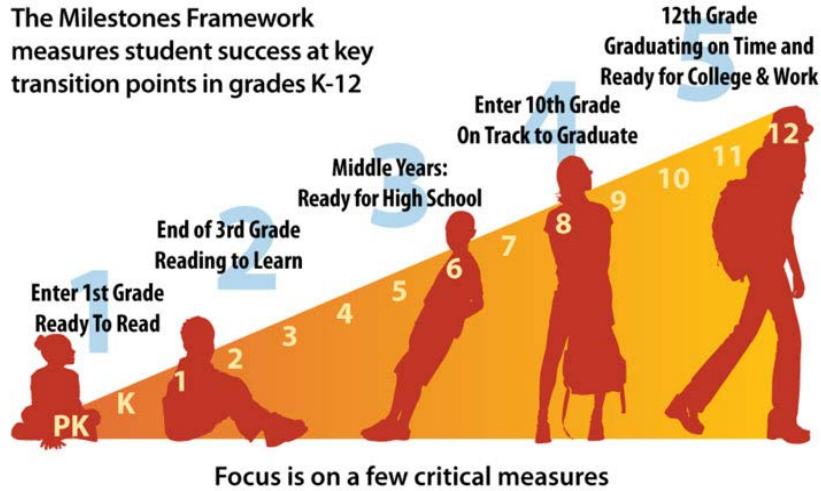 The Milestones Framework
measures student success at key
transition points in grades K-12
1
Enter 1st Grade
Ready To Read
2
End of 3rd Grade
Reading to Learn
3
Middle Years:
Ready for High School
4
Enter 10th Grade
On Track to Graduate
5
12th Grade
Graduating on Time and
Ready for College & Work
PK
K
1
2
3
4
5
6
7
8
9
10
11
12
Focus is on a few critical measures